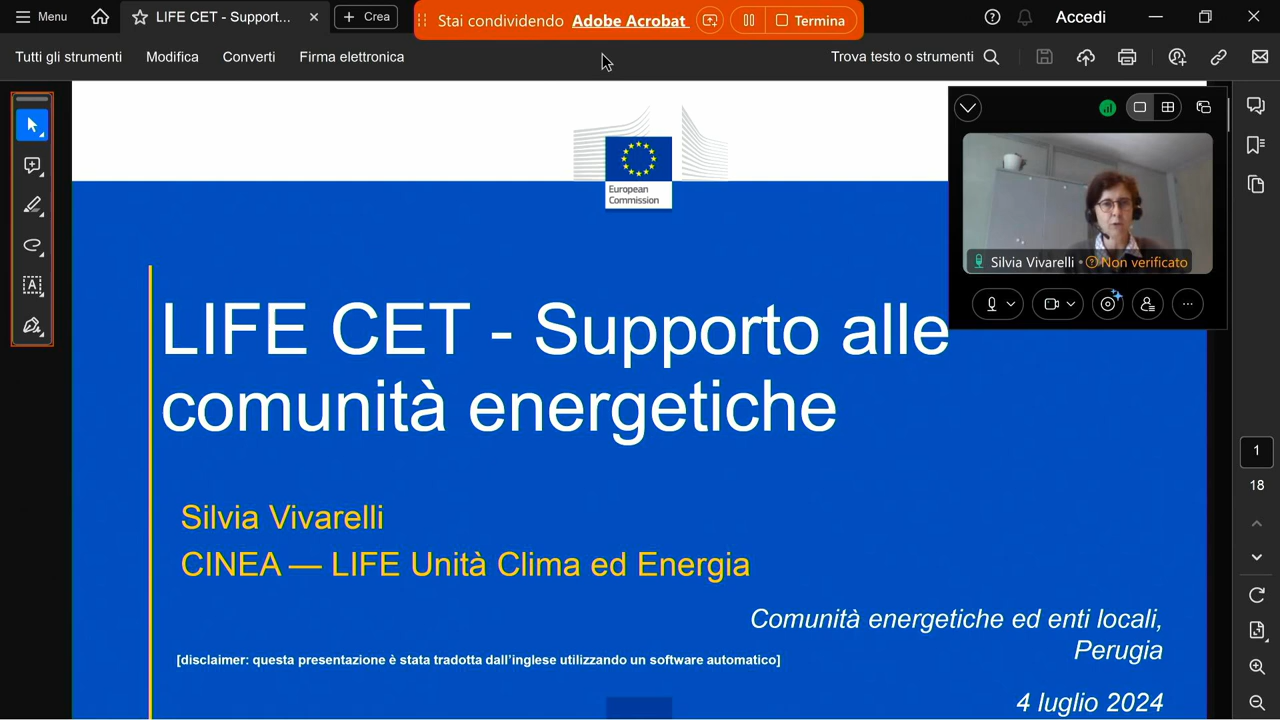 Menu
LIFE CET - Support...
Crea
Stai condividendo Adobe Acrobat
Termina
Accedi
Tutti gli strumenti
Modifica
Converti
Firma elettronica
Trova testo o strumenti
European
Commission
Silvia Vivarelli • Non verificato
LIFE CET - Supporto alle
comunità energetiche
Silvia Vivarelli
CINEA — LIFE Unità Clima ed Energia
Comunità energetiche ed enti locali,
Perugia
[disclaimer: questa presentazione è stata tradotta dall'inglese utilizzando un software automatico]
4 luglio 2024
1
18